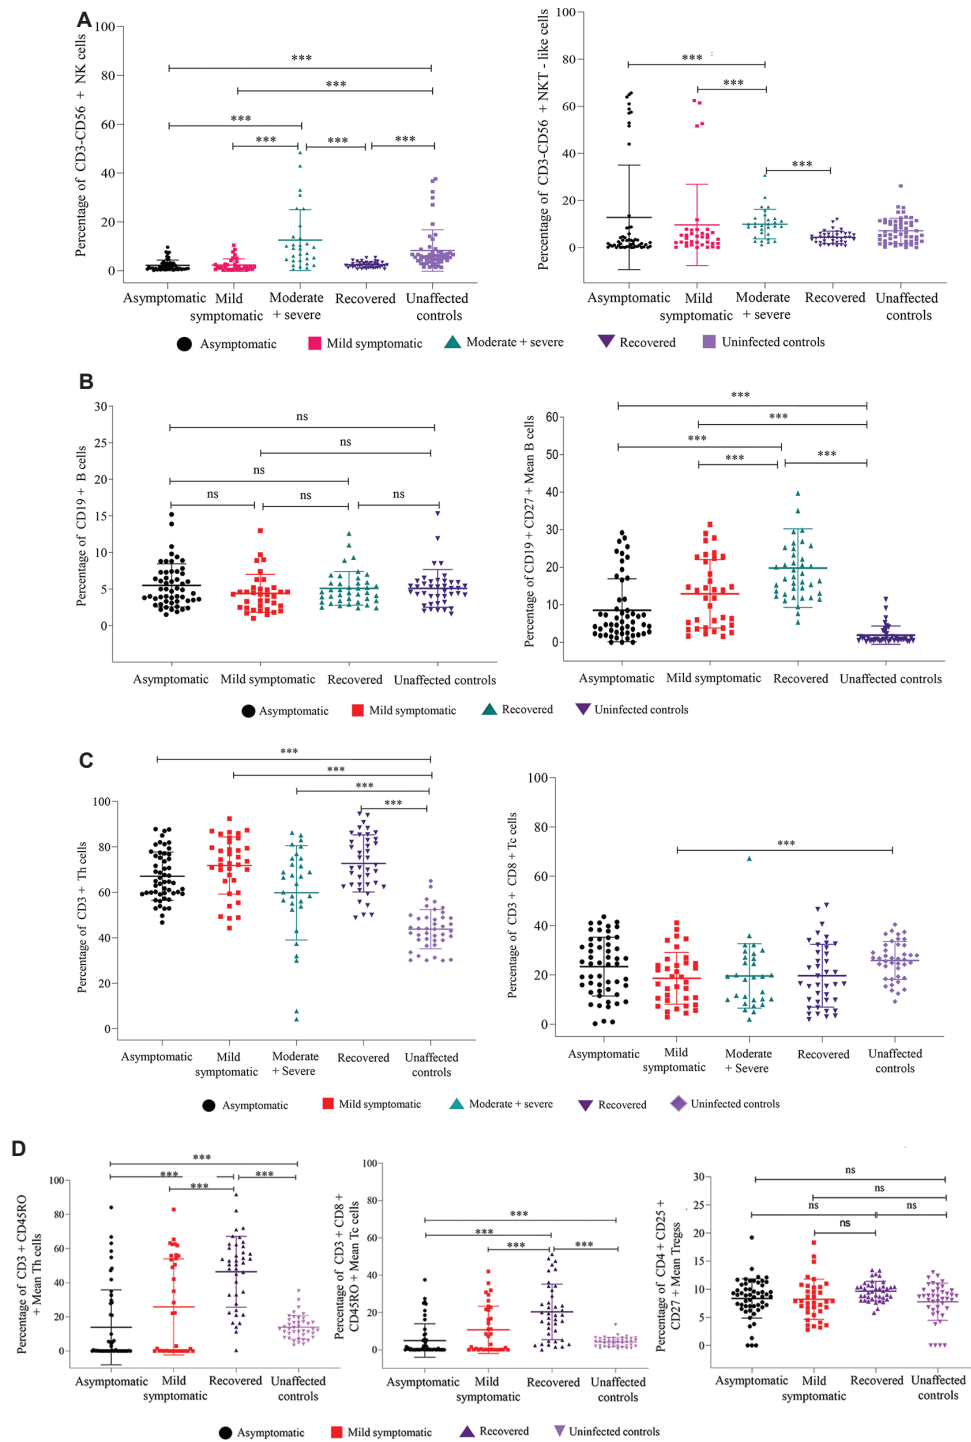 A
Percentage of CD3-CD56 + NK cells
100
80
60
40
20
0
***
***
***
***
***
***
Asymptomatic
Mild symptomatic
Moderate + severe
Recovered
Unaffected controls
Percentage of CD3-CD56 + NKT - like cells
100
80
60
40
20
0
***
***
***
Asymptomatic
Mild symptomatic
Moderate + severe
Recovered
Unaffected controls
Asymptomatic
Mild symptomatic
Moderate + severe
Recovered
Uninfected controls
B
Percentage of CD19 + B cells
30
25
20
15
10
5
0
ns
ns
ns
ns
ns
ns
Asymptomatic
Mild symptomatic
Recovered
Unaffected controls
Percentage of CD19 + CD27 + Mean B cells
60
50
40
30
20
10
0
***
***
***
***
***
Asymptomatic
Mild symptomatic
Recovered
Unaffected controls
Asymptomatic
Mild symptomatic
Recovered
Uninfected controls
C
Percentage of CD3 + Th cells
100
80
60
40
20
0
***
***
***
***
Asymptomatic
Mild symptomatic
Moderate + Severe
Recovered
Unaffected controls
Percentage of CD3 + CD8 + Tc cells
100
80
60
40
20
0
***
Asymptomatic
Mild symptomatic
Moderate + Severe
Recovered
Unaffected controls
Asymptomatic
Mild symptomatic
Moderate + severe
Recovered
Uninfected controls
D
Percentage of CD3 + CD45RO
+ Mean Th cells
100
80
60
40
20
0
***
***
***
***
Asymptomatic
Mild symptomatic
Recovered
Unaffected controls
Percentage of CD3 + CD8 +
CD45RO + Mean Tc cells
100
80
60
40
20
0
***
***
***
***
Asymptomatic
Mild symptomatic
Recovered
Unaffected controls
Percentage of CD4 + CD25 +
CD27 + Mean Tregss
30
25
20
15
10
5
0
ns
ns
ns
ns
ns
Asymptomatic
Mild symptomatic
Recovered
Unaffected controls
Asymptomatic
Mild symptomatic
Recovered
Uninfected controls